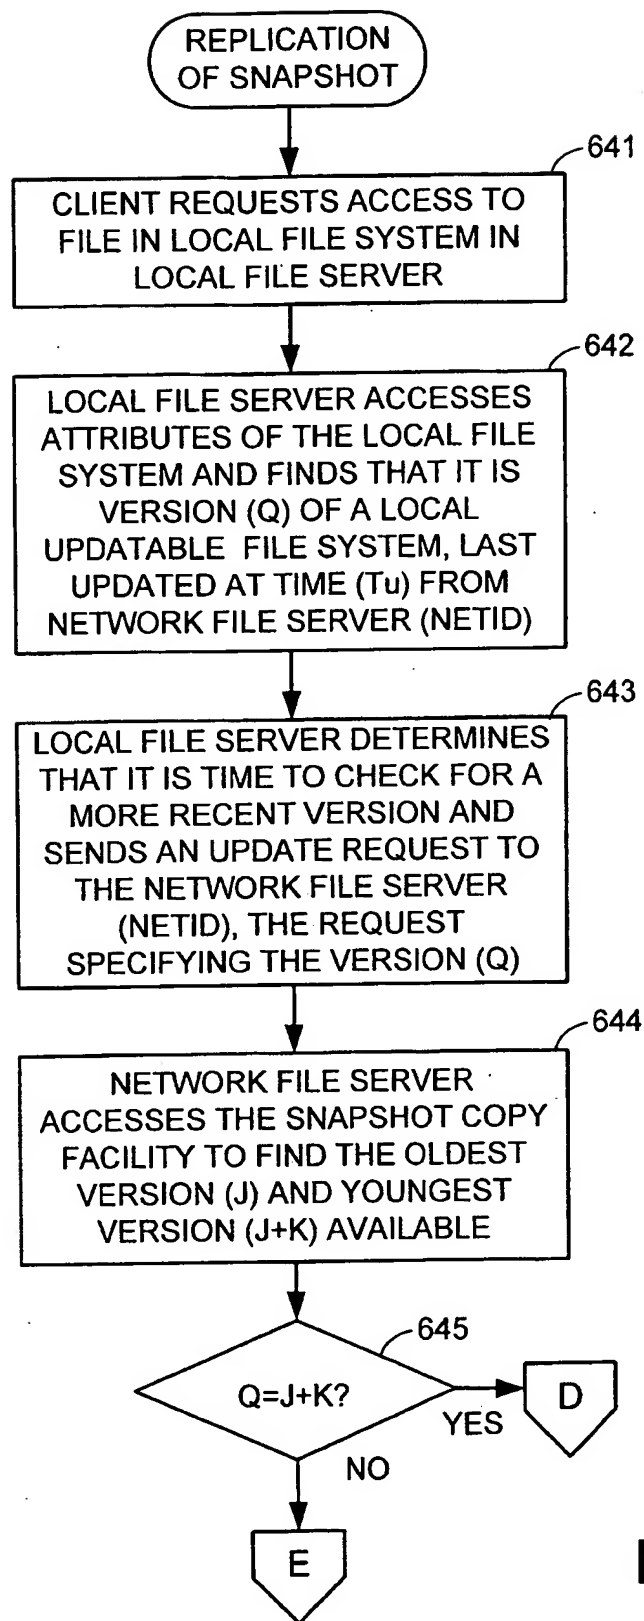 REPLICATION
OF SNAPSHOT
641
CLIENT REQUESTS ACCESS TO
FILE IN LOCAL FILE SYSTEM IN
LOCAL FILE SERVER
642
LOCAL FILE SERVER ACCESSES
ATTRIBUTES OF THE LOCAL FILE
SYSTEM AND FINDS THAT IT IS
VERSION (Q) OF A LOCAL
UPDATABLE FILE SYSTEM, LAST
UPDATED AT TIME (Tu) FROM
NETWORK FILE SERVER (NETID)
643
LOCAL FILE SERVER DETERMINES
THAT IT IS TIME TO CHECK FOR A
MORE RECENT VERSION AND
SENDS AN UPDATE REQUEST TO
THE NETWORK FILE SERVER
(NETID), THE REQUEST
SPECIFYING THE VERSION (Q)
644
NETWORK FILE SERVER
ACCESSES THE SNAPSHOT COPY
FACILITY TO FIND THE OLDEST
VERSION (J) AND YOUNGEST
VERSION (J+K) AVAILABLE
645
Q=J+K?
YES
D
NO
E